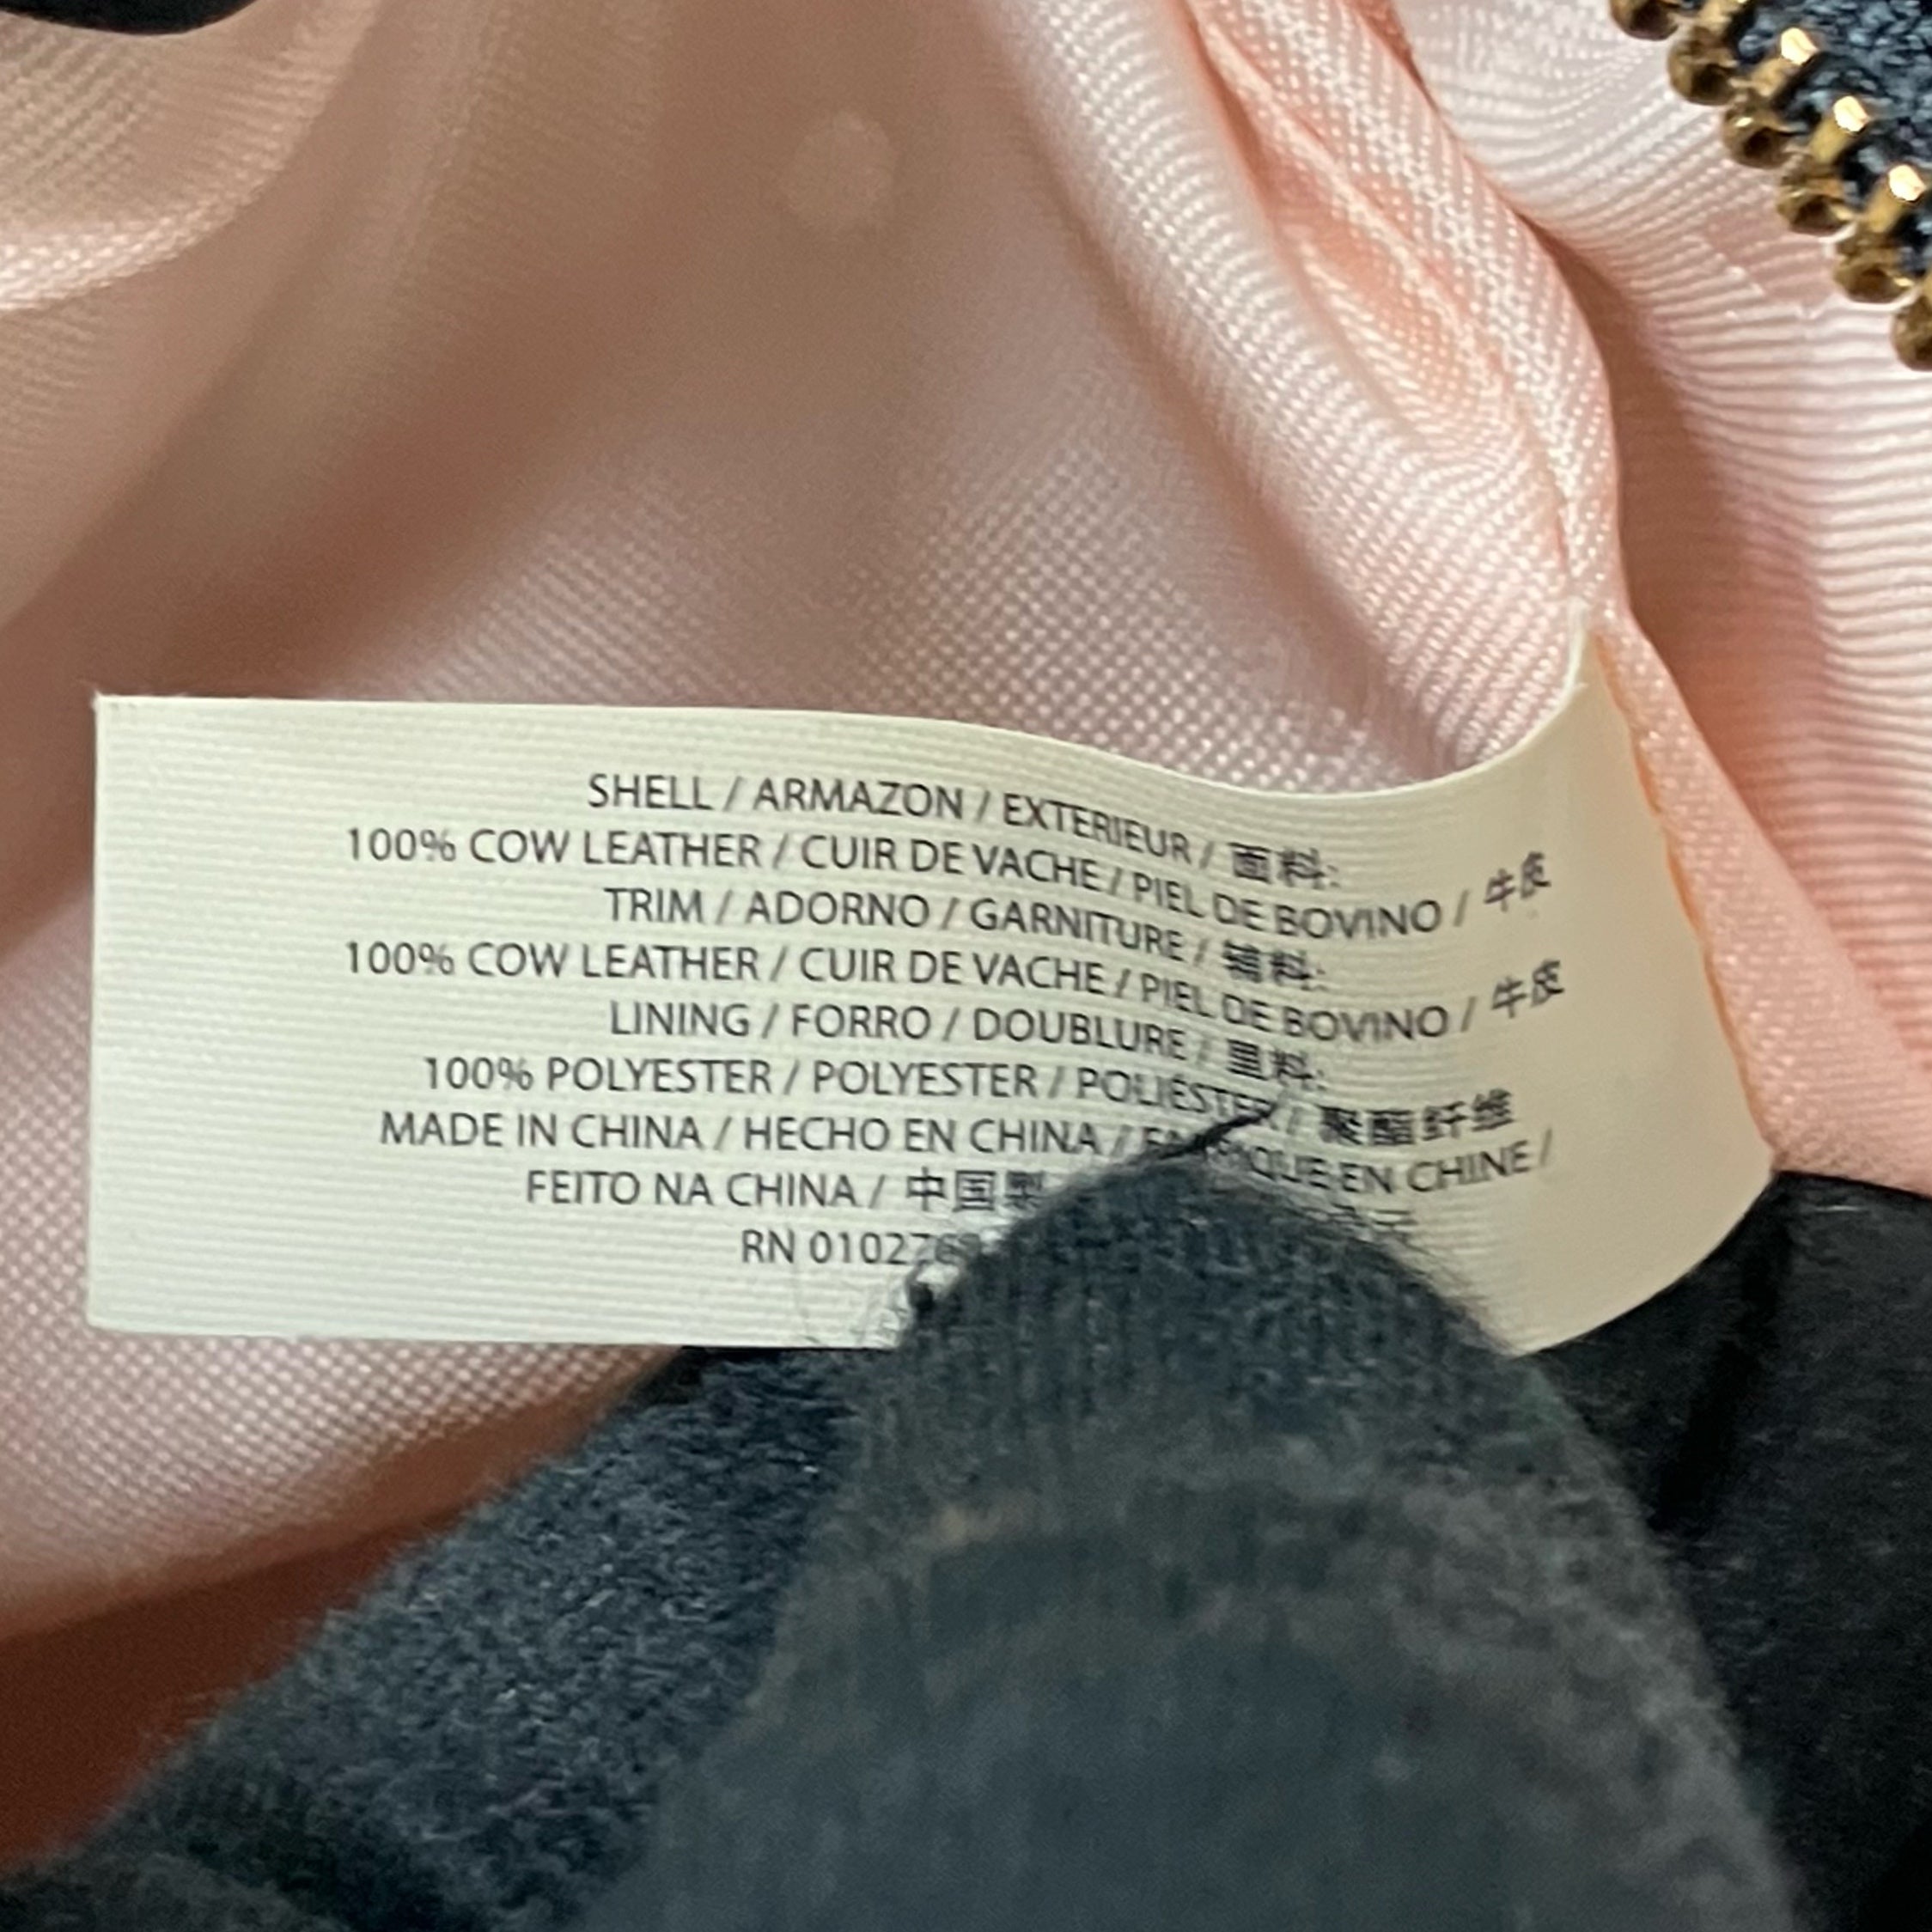 SHELL / ARMAZON / EXTERIEUR / 面料:
100% COW LEATHER / CUIR DE VACHE / PIEL DE BOVINO / 牛皮
TRIM / ADORNO / GARNITURE / 辅料:
100% COW LEATHER / CUIR DE VACHE / PIEL DE BOVINO / 牛皮
LINING / FORRO / DOUBLURE / 里料:
100% POLYESTER / POLYESTER / POLIÉSTER / 聚酯纤维
MADE IN CHINA / HECHO EN CHINA / EN CHINE /
FEITO NA CHINA / 中国製
RN